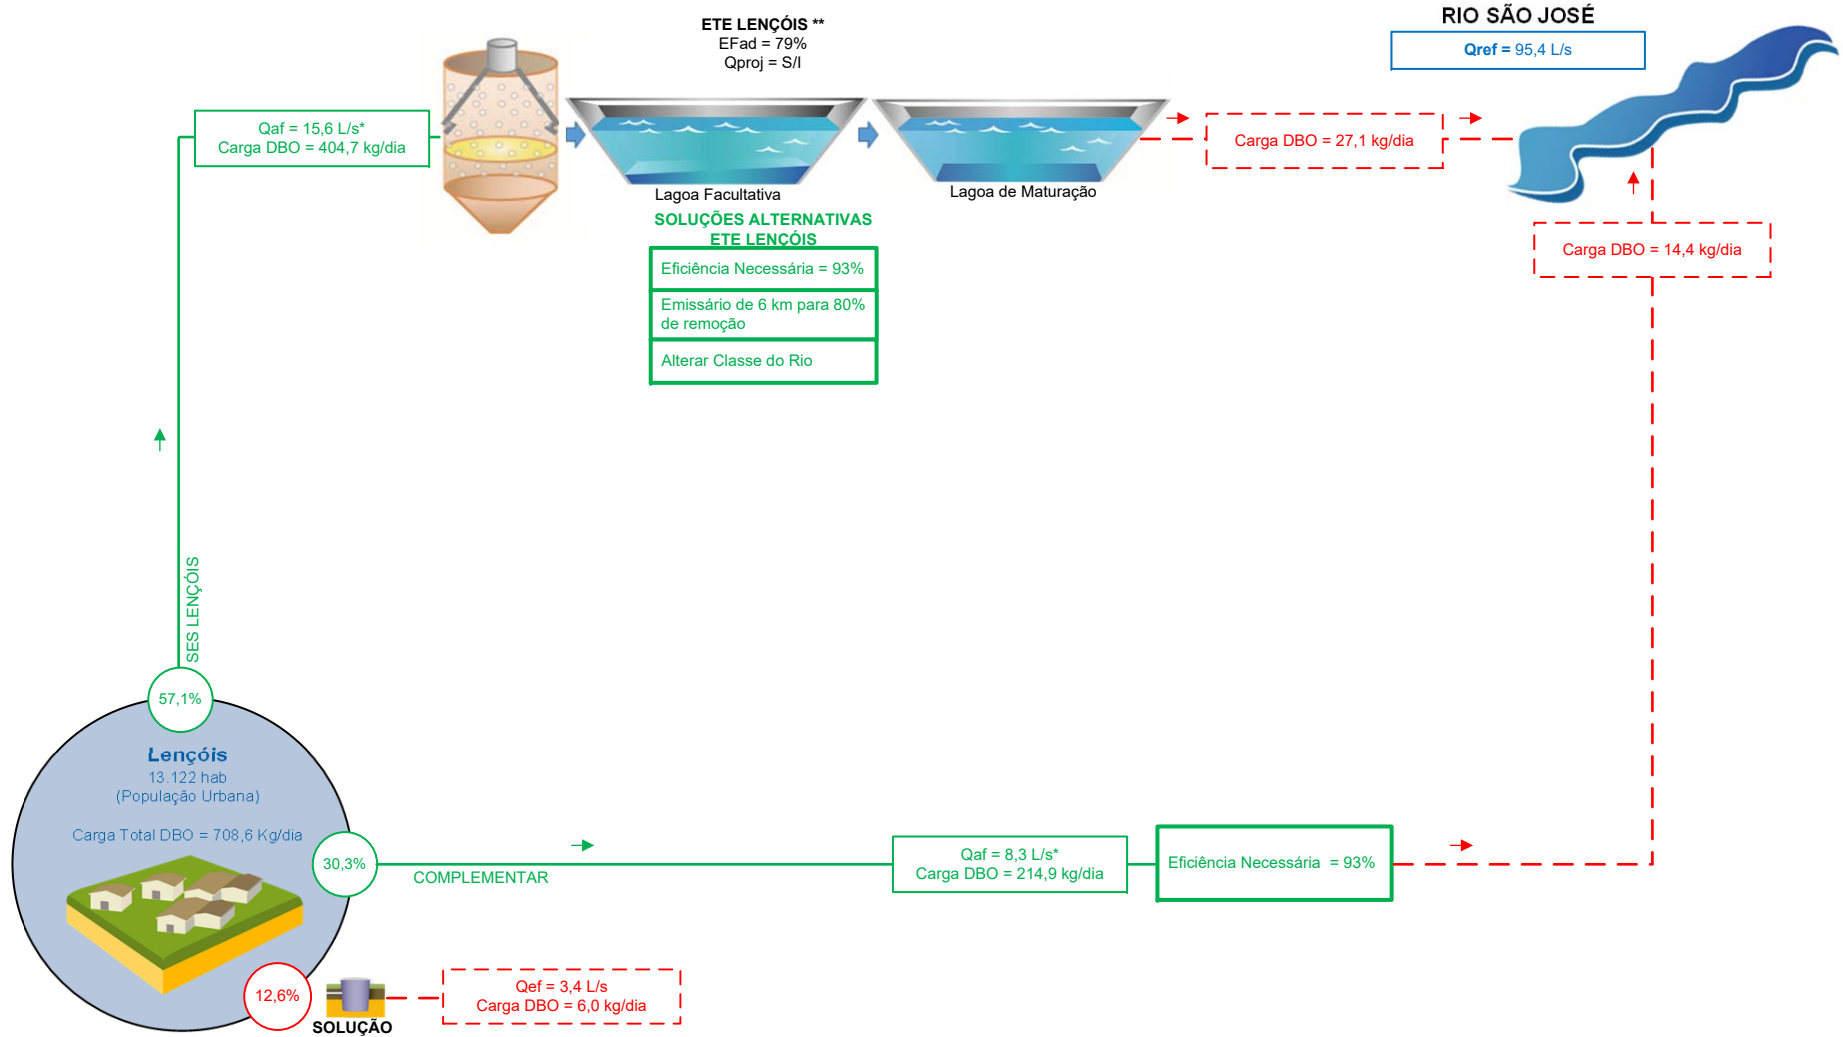 ETE LENÇÓIS **
EFad = 79%
Qproj = S/I
RIO SÃO JOSÉ
Qref = 95,4 L/s
Qaf = 15,6 L/s*
Carga DBO = 404,7 kg/dia
Lagoa Facultativa
Lagoa de Maturação
Carga DBO = 27,1 kg/dia
Carga DBO = 14,4 kg/dia
SOLUÇÕES ALTERNATIVAS
ETE LENÇÓIS
Eficiência Necessária = 93%
Emissário de 6 km para 80%
de remoção
Alterar Classe do Rio
SES LENÇÓIS
57,1%
Lençóis
13.122 hab
(População Urbana)
Carga Total DBO = 708,6 Kg/dia
30,3%
COMPLEMENTAR
Qaf = 8,3 L/s*
Carga DBO = 214,9 kg/dia
Eficiência Necessária = 93%
12,6%
SOLUÇÃO
Qef = 3,4 L/s
Carga DBO = 6,0 kg/dia